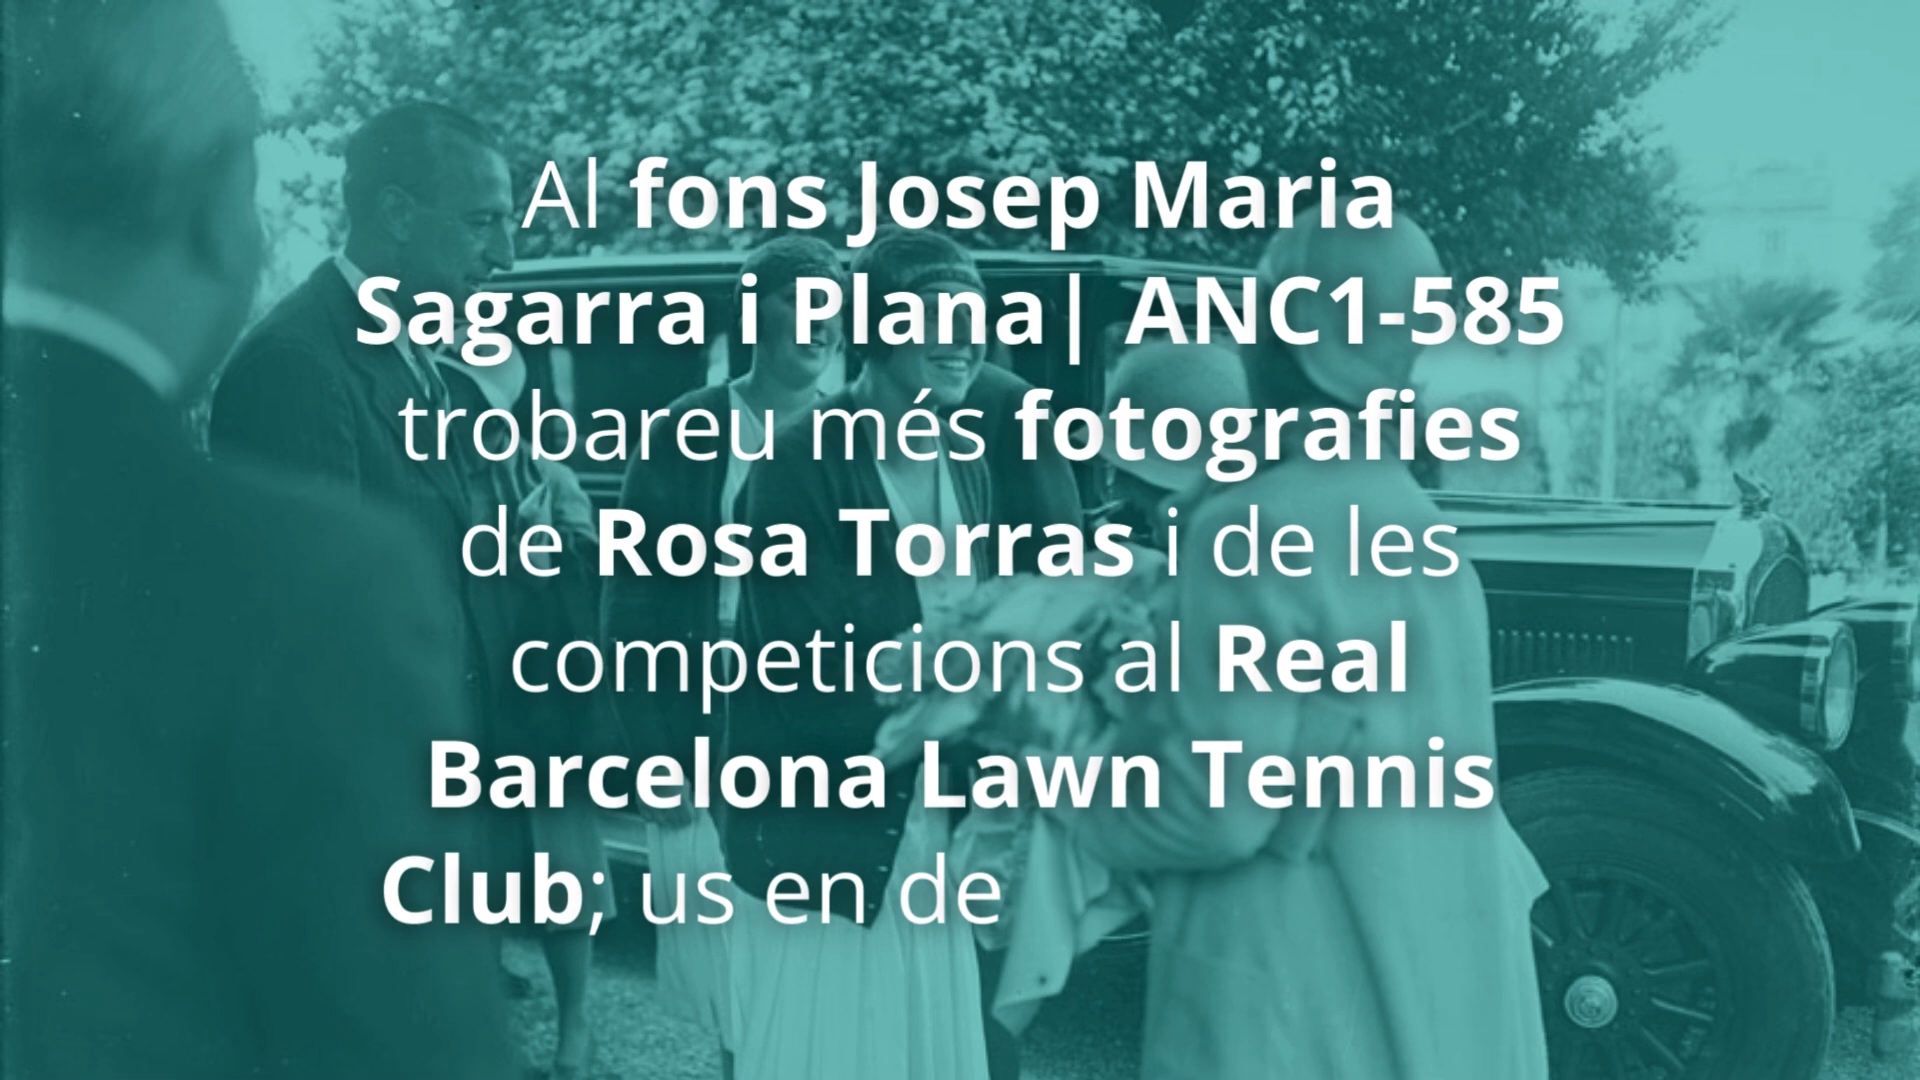 Al fons Josep Maria
Sagarra i Plana| ANC1-585
trobareu més fotografies
de Rosa Torras i de les
competicions al Real
Barcelona Lawn Tennis
Club; us en de